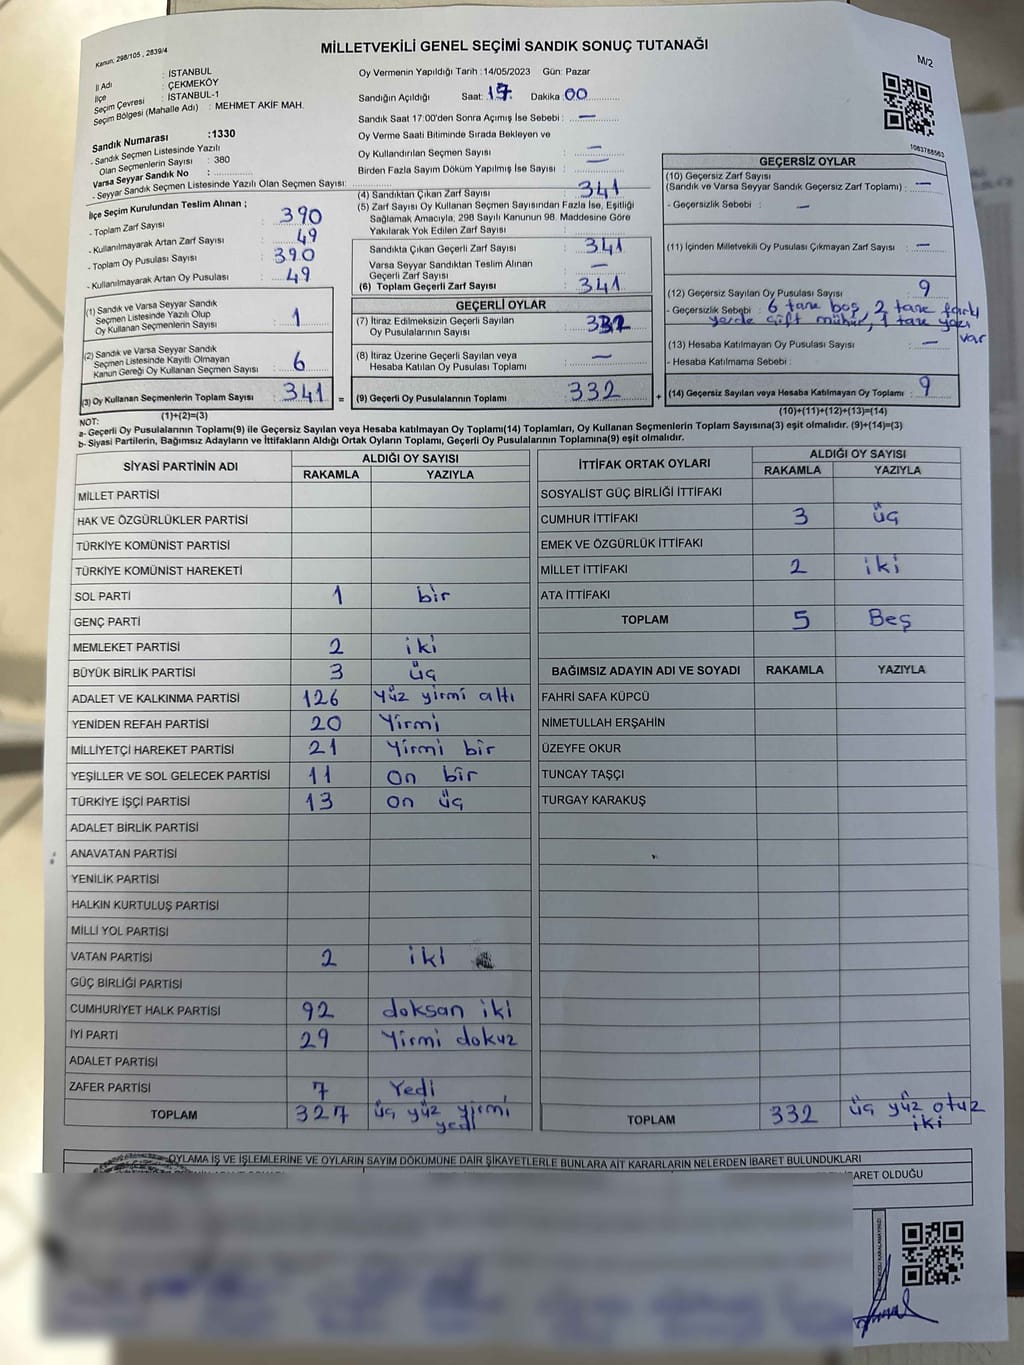 MİLLETVEKİLİ GENEL SEÇİMİ SANDIK SONUÇ TUTANAĞI
Kanun: 298/105 , 2839/4
M/2
İl Adı : İSTANBUL
İlçe : ÇEKMEKÖY
Seçim Çevresi : İSTANBUL-1
Seçim Bölgesi (Mahalle Adı) : MEHMET AKİF MAH.
Sandık Numarası :1330
- Sandık Seçmen Listesinde Yazılı
Olan Seçmenlerin Sayısı : 380
Varsa Seyyar Sandık No :
- Seyyar Sandık Seçmen Listesinde Yazılı Olan Seçmen Sayısı:
Oy Vermenin Yapıldığı Tarih :14/05/2023 Gün: Pazar
Sandığın Açıldığı Saat: 17 Dakika 00
Sandık Saat 17:00'den Sonra Açımış İse Sebebi : —
Oy Verme Saati Bitiminde Sırada Bekleyen ve
Oy Kullandırılan Seçmen Sayısı : —
Birden Fazla Sayım Döküm Yapılmış İse Sayısı : —
1083788563
İlçe Seçim Kurulundan Teslim Alınan ;
- Toplam Zarf Sayısı : 390
- Kullanılmayarak Artan Zarf Sayısı : 49
- Toplam Oy Pusulası Sayısı : 390
- Kullanılmayarak Artan Oy Pusulası : 49
(1) Sandık ve Varsa Seyyar Sandık
Seçmen Listesinde Yazılı Olup
Oy Kullanan Seçmenlerin Sayısı : 1
(2) Sandık ve Varsa Seyyar Sandık
Seçmen Listesinde Kayıtlı Olmayan
Kanun Gereği Oy Kullanan Seçmen Sayısı : 6
(3) Oy Kullanan Seçmenlerin Toplam Sayısı : 341
(1)+(2)=(3)
(4) Sandıktan Çıkan Zarf Sayısı : 341
(5) Zarf Sayısı Oy Kullanan Seçmen Sayısından Fazla İse, Eşitliği
Sağlamak Amacıyla, 298 Sayılı Kanunun 98. Maddesine Göre
Yakılarak Yok Edilen Zarf Sayısı :
Sandıkta Çıkan Geçerli Zarf Sayısı : 341
Varsa Seyyar Sandıktan Teslim Alınan
Geçerli Zarf Sayısı : —
(6) Toplam Geçerli Zarf Sayısı : 341
GEÇERLİ OYLAR
(7) İtiraz Edilmeksizin Geçerli Sayılan
Oy Pusulalarının Sayısı : 332
(8) İtiraz Üzerine Geçerli Sayılan veya
Hesaba Katılan Oy Pusulası Toplamı : —
= (9) Geçerli Oy Pusulalarının Toplamı : 332 +
GEÇERSİZ OYLAR
(10) Geçersiz Zarf Sayısı
(Sandık ve Varsa Seyyar Sandık Geçersiz Zarf Toplamı) : —
- Geçersizlik Sebebi : —
(11) İçinden Milletvekili Oy Pusulası Çıkmayan Zarf Sayısı : —
(12) Geçersiz Sayılan Oy Pusulası Sayısı : 9
- Geçersizlik Sebebi : 6 tane boş, 2 tane farklı
yerde çift mühür, 1 tane yazı
var
(13) Hesaba Katılmayan Oy Pusulası Sayısı : —
- Hesaba Katılmama Sebebi :
(14) Geçersiz Sayılan veya Hesaba Katılmayan Oy Toplamı : 9
(10)+(11)+(12)+(13)=(14)
NOT:
a- Geçerli Oy Pusulalarının Toplamı(9) ile Geçersiz Sayılan veya Hesaba katılmayan Oy Toplamı(14) Toplamları, Oy Kullanan Seçmenlerin Toplam Sayısına(3) eşit olmalıdır. (9)+(14)=(3)
b- Siyasi Partilerin, Bağımsız Adayların ve İttifakların Aldığı Ortak Oyların Toplamı, Geçerli Oy Pusulalarının Toplamına(9) eşit olmalıdır.
SİYASİ PARTİNİN ADI ALDIĞI OY SAYISI
RAKAMLA YAZIYLA
MİLLET PARTİSİ
HAK VE ÖZGÜRLÜKLER PARTİSİ
TÜRKİYE KOMÜNİST PARTİSİ
TÜRKİYE KOMÜNİST HAREKETİ
SOL PARTİ 1 bir
GENÇ PARTİ
MEMLEKET PARTİSİ 2 iki
BÜYÜK BİRLİK PARTİSİ 3 üç
ADALET VE KALKINMA PARTİSİ 126 yüz yirmi altı
YENİDEN REFAH PARTİSİ 20 Yirmi
MİLLİYETÇİ HAREKET PARTİSİ 21 Yirmi bir
YEŞİLLER VE SOL GELECEK PARTİSİ 11 On bir
TÜRKİYE İŞÇİ PARTİSİ 13 on üç
ADALET BİRLİK PARTİSİ
ANAVATAN PARTİSİ
YENİLİK PARTİSİ
HALKIN KURTULUŞ PARTİSİ
MİLLİ YOL PARTİSİ
VATAN PARTİSİ 2 iki
GÜÇ BİRLİĞİ PARTİSİ
CUMHURİYET HALK PARTİSİ 92 doksan iki
İYİ PARTİ 29 Yirmi dokuz
ADALET PARTİSİ
ZAFER PARTİSİ 7 Yedi
TOPLAM 327 üç yüz yirmi
yedi
İTTİFAK ORTAK OYLARI ALDIĞI OY SAYISI
RAKAMLA YAZIYLA
SOSYALİST GÜÇ BİRLİĞİ İTTİFAKI
CUMHUR İTTİFAKI 3 üç
EMEK VE ÖZGÜRLÜK İTTİFAKI
MİLLET İTTİFAKI 2 iki
ATA İTTİFAKI
TOPLAM 5 Beş
BAĞIMSIZ ADAYIN ADI VE SOYADI RAKAMLA YAZIYLA
FAHRİ SAFA KÜPCÜ
NİMETULLAH ERŞAHİN
ÜZEYFE OKUR
TUNCAY TAŞÇI
TURGAY KARAKUŞ
TOPLAM 332 üç yüz otuz
iki
OYLAMA İŞ VE İŞLEMLERİNE VE OYLARIN SAYIM DÖKÜMÜNE DAİR ŞİKAYETLERLE BUNLARA AİT KARARLARIN NELERDEN İBARET BULUNDUKLARI
İBARET OLDUĞU